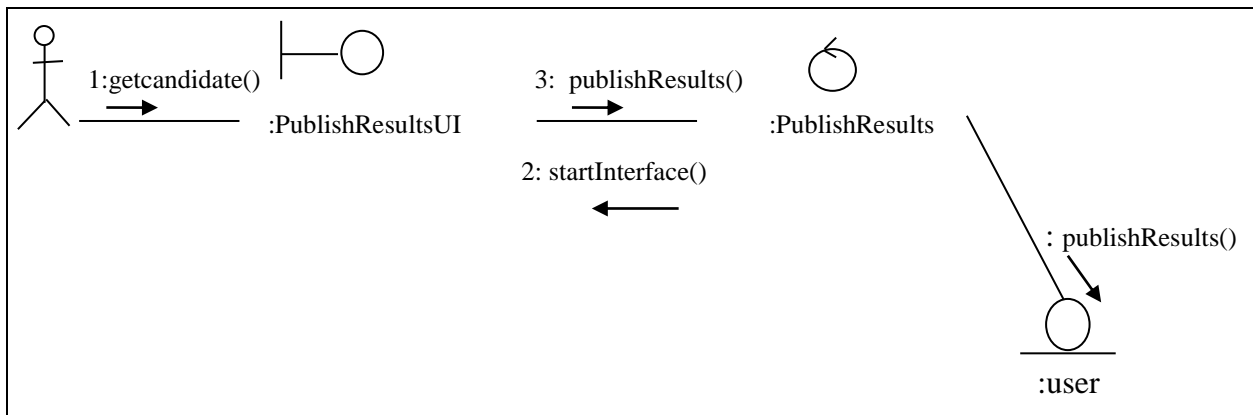 1:getcandidate()
:PublishResultsUI
3: publishResults()
:PublishResults
2: startInterface()
: publishResults()
:user